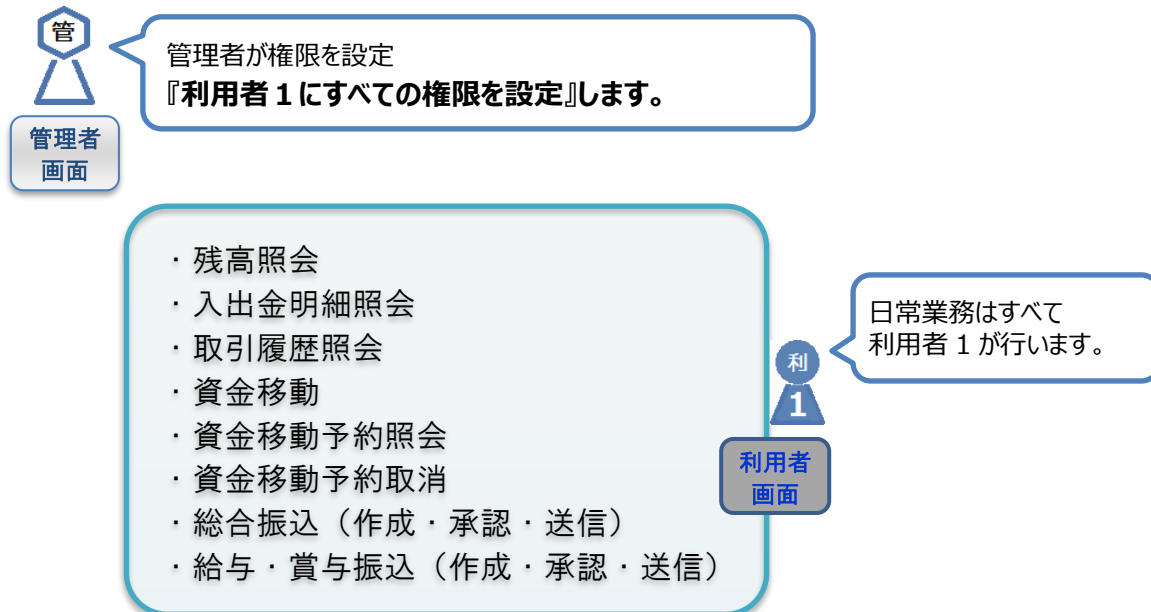 管
管理者が権限を設定
『利用者1にすべての権限を設定』します。
管理者
画面
・残高照会
・入出金明細照会
・取引履歴照会
・資金移動
・資金移動予約照会
・資金移動予約取消
・総合振込（作成・承認・送信）
・給与・賞与振込（作成・承認・送信）
日常業務はすべて
利用者 1 が行います。
利
1
利用者
画面